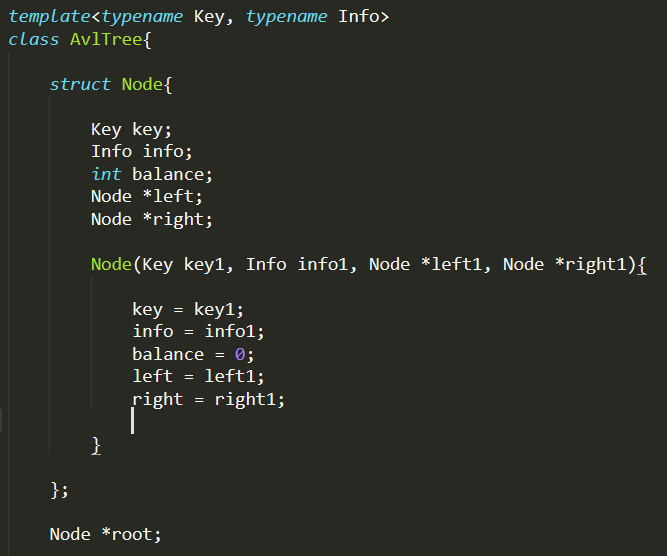 template<typename Key, typename Info>
class AvlTree{
struct Node{
Key key;
Info info;
int balance;
Node *left;
Node *right;
Node(Key key1, Info info1, Node *left1, Node *right1){
key = key1;
info = info1;
balance = 0;
left = left1;
right = right1;
}
};
Node *root;